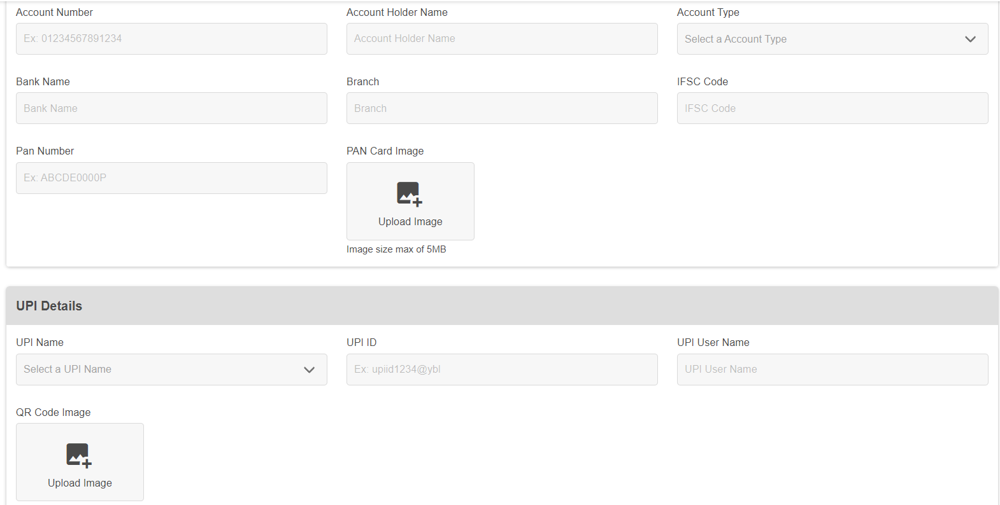 Account Number
Account Holder Name
Account Type
Ex: 01234567891234
Account Holder Name
Select a Account Type
Bank Name
Branch
IFSC Code
Bank Name
Branch
IFSC Code
Pan Number
PAN Card Image
Ex: ABCDE0000P
Upload Image
Image size max of 5MB
UPI Details
UPI Name
UPI ID
UPI User Name
Select a UPI Name
Ex: upiid1234@ybl
UPI User Name
QR Code Image
Upload Image